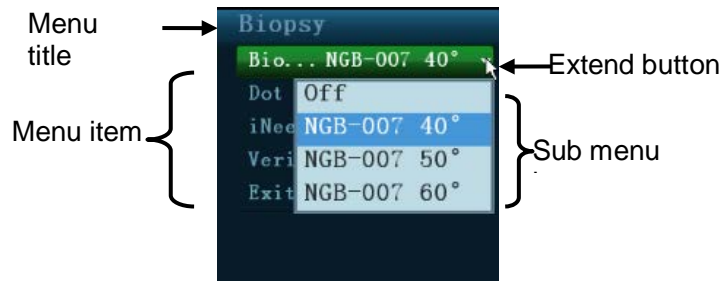 Menu title
Biopsy
Bio... NGB-007 40°
Extend button
Menu item
Dot
Off
iNee
NGB-007 40°
Veri
NGB-007 50°
Exit
NGB-007 60°
Sub menu